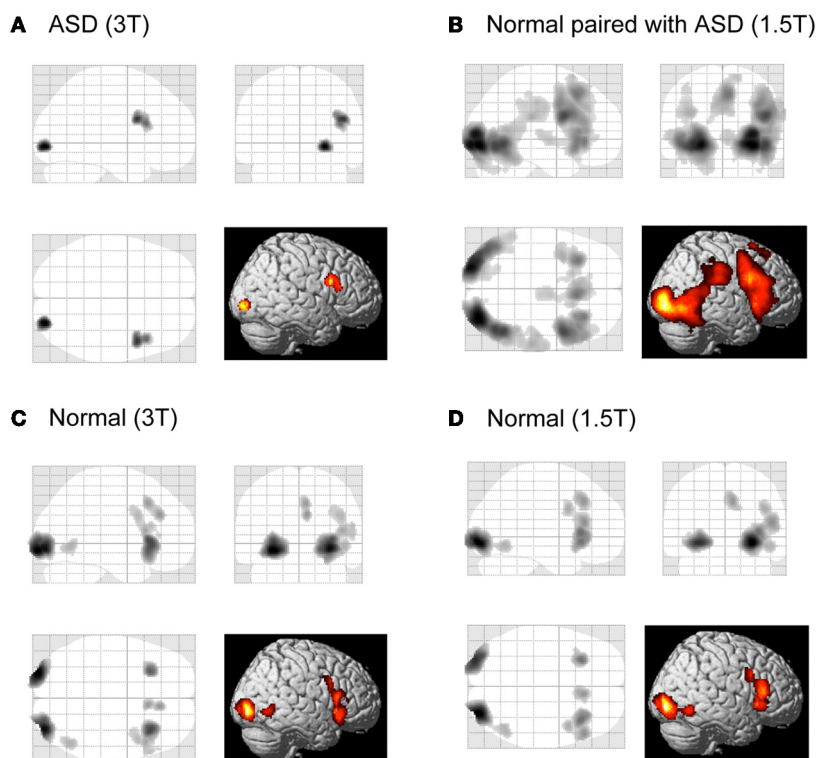 A ASD (3T)
B Normal paired with ASD (1.5T)
C Normal (3T)
D Normal (1.5T)